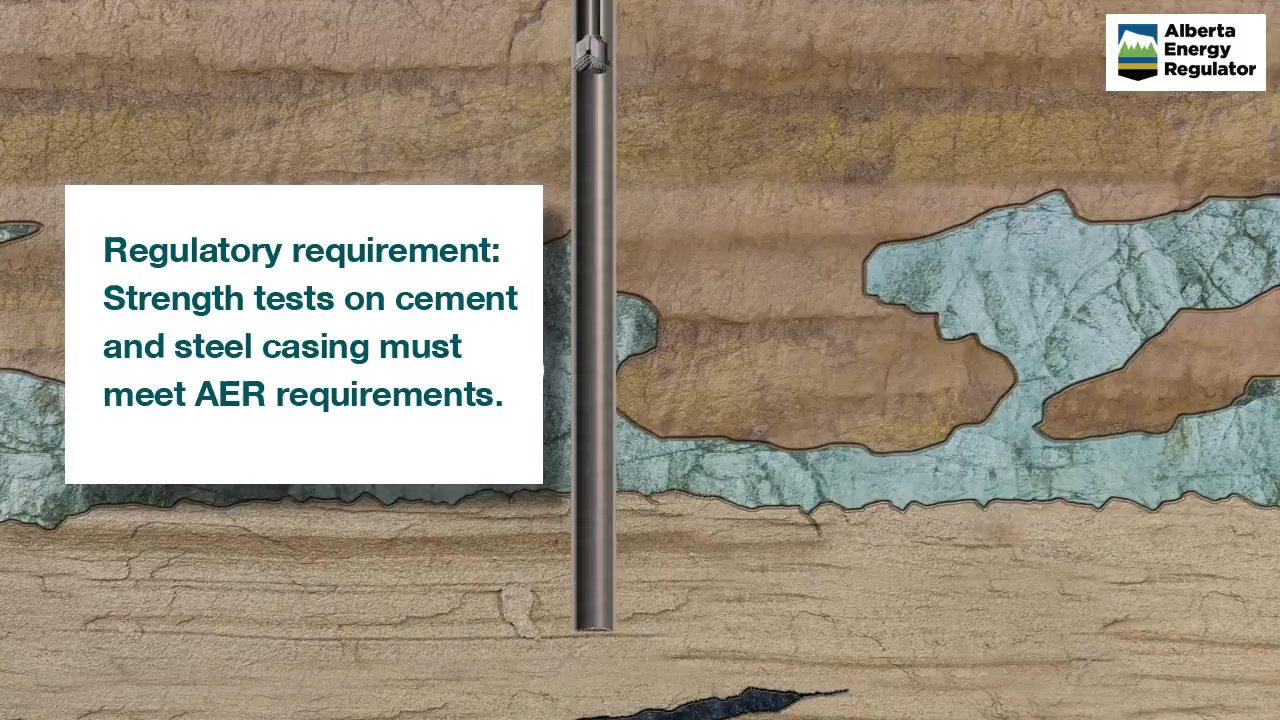 Alberta
Energy
Regulator
Regulatory requirement:
Strength tests on cement
and steel casing must
meet AER requirements.